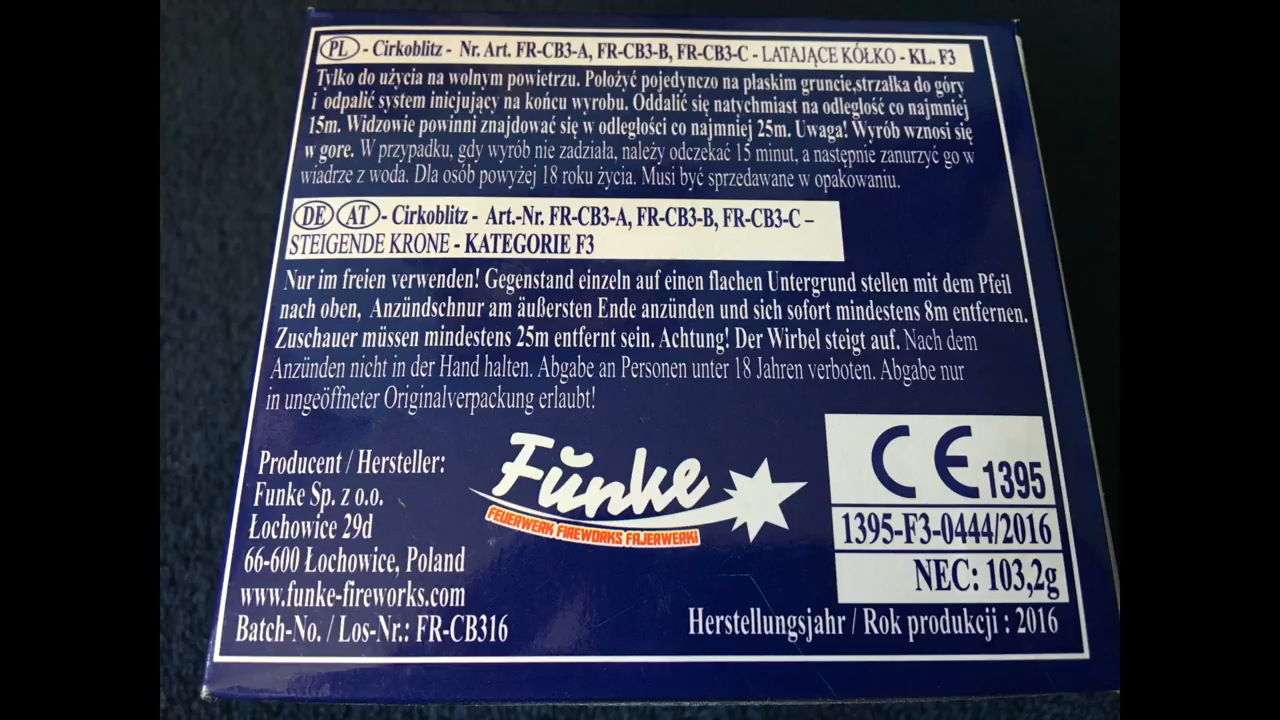 PL - Cirkoblitz - Nr. Art. FR-CB3-A, FR-CB3-B, FR-CB3-C - LATAJĄCE KÓŁKO - KL. F3
Tylko do użycia na wolnym powietrzu. Położyć pojedynczo na płaskim gruncie,strzałka do góry
i odpalić system inicjujący na końcu wyrobu. Oddalić się natychmiast na odległość co najmniej
15m. Widzowie powinni znajdować się w odległości co najmniej 25m. Uwaga! Wyrób wznosi się
w gore. W przypadku, gdy wyrób nie zadziała, należy odczekać 15 minut, a następnie zanurzyć go w
wiadrze z woda. Dla osób powyżej 18 roku życia. Musi być sprzedawane w opakowaniu.
DE AT - Cirkoblitz - Art.-Nr. FR-CB3-A, FR-CB3-B, FR-CB3-C –
STEIGENDE KRONE - KATEGORIE F3
Nur im freien verwenden! Gegenstand einzeln auf einen flachen Untergrund stellen mit dem Pfeil
nach oben, Anzündschnur am äußersten Ende anzünden und sich sofort mindestens 8m entfernen.
Zuschauer müssen mindestens 25m entfernt sein. Achtung! Der Wirbel steigt auf. Nach dem
Anzünden nicht in der Hand halten. Abgabe an Personen unter 18 Jahren verboten. Abgabe nur
in ungeöffneter Originalverpackung erlaubt!
Producent / Hersteller:
Funke Sp. z o.o.
Łochowice 29d
66-600 Łochowice, Poland
www.funke-fireworks.com
Batch-No. / Los-Nr.: FR-CB316
Funke
FEUERWERK FIREWORKS FAJERWERKI
CE 1395
1395-F3-0444/2016
NEC: 103,2g
Herstellungsjahr / Rok produkcji : 2016